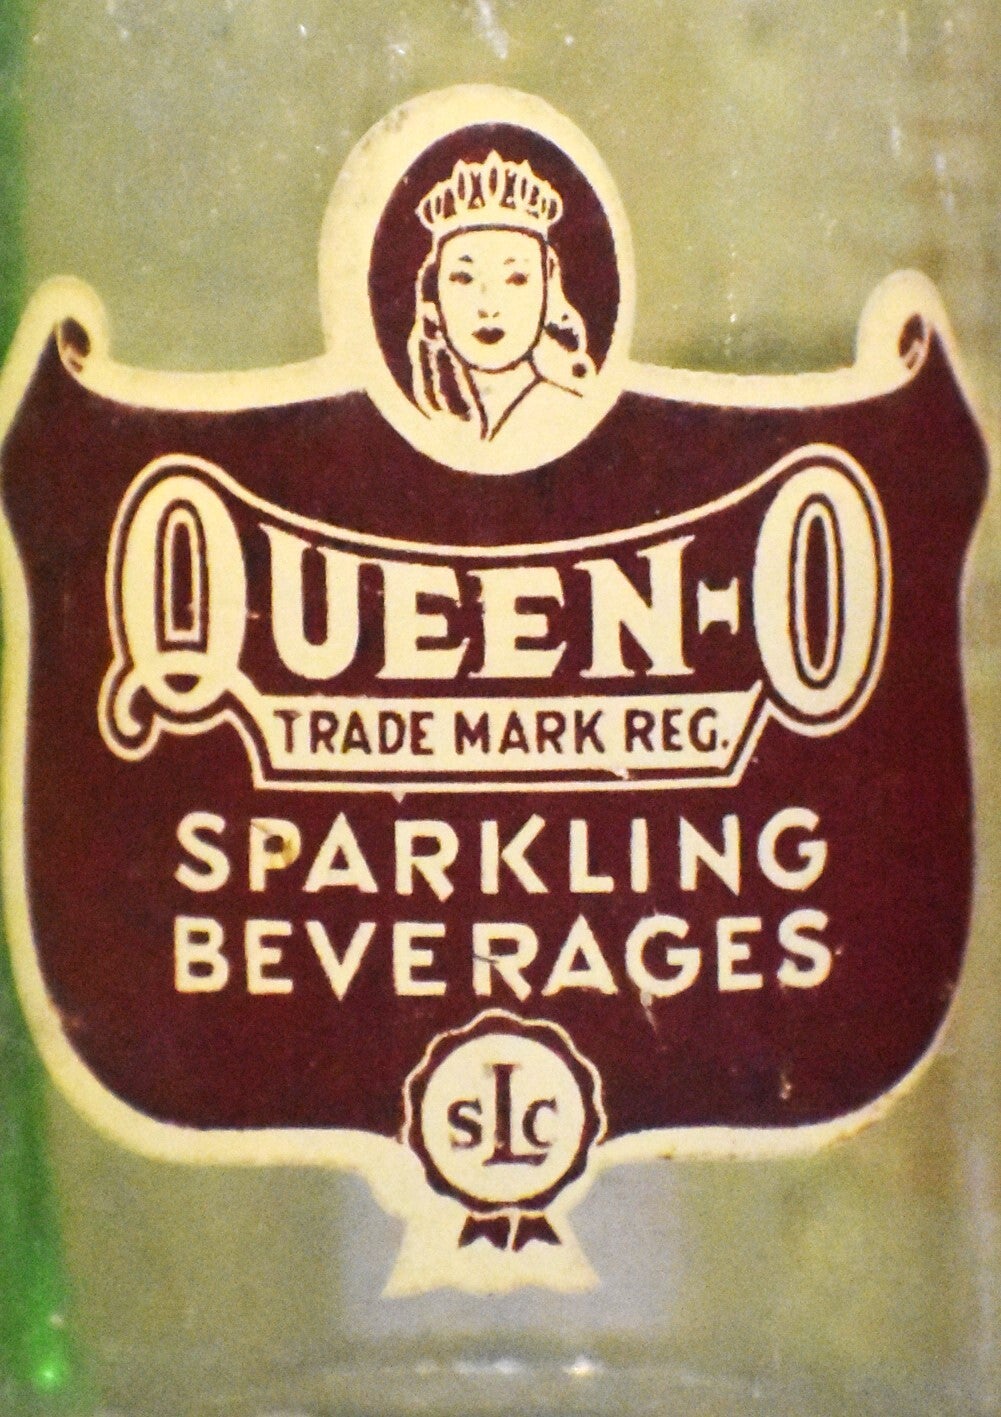 QUEEN-O
TRADE MARK REG.
SPARKLING
BEVERAGES
SLC